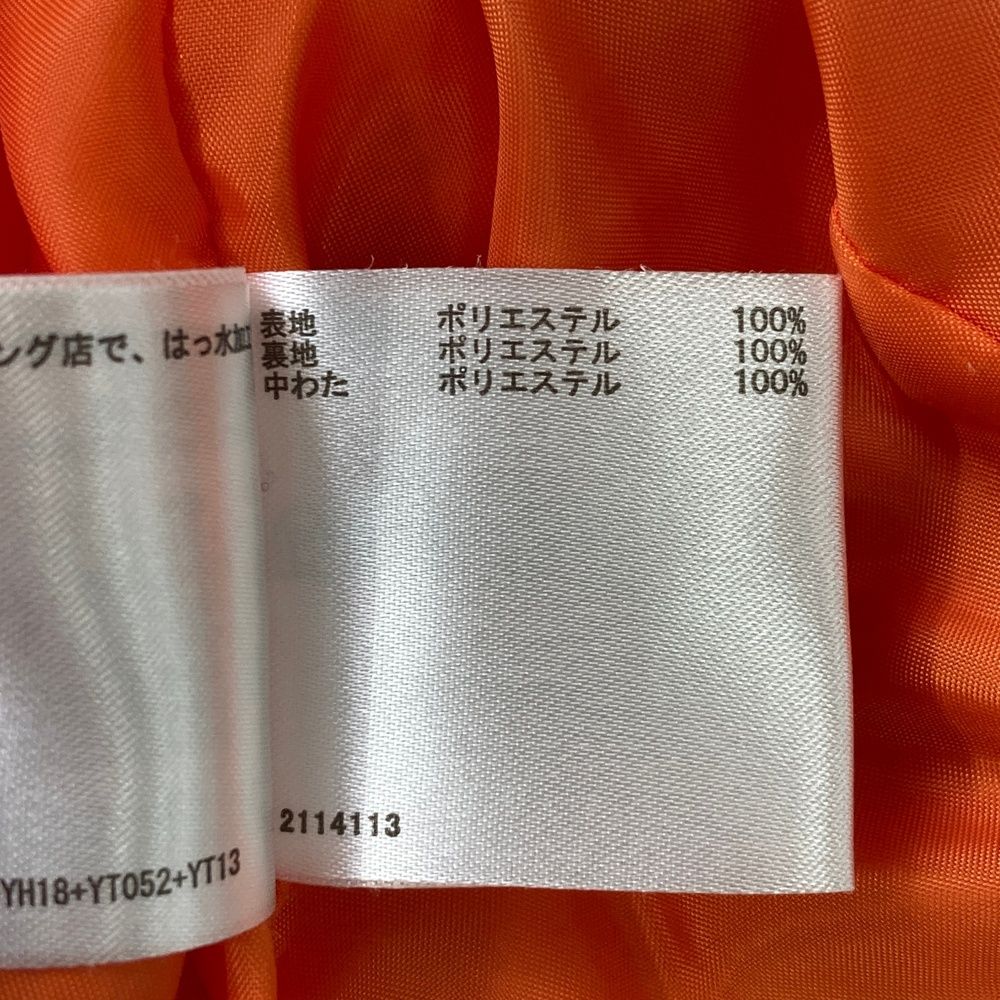 ング店で、はっ水加工
表地 ポリエステル 100%
裏地 ポリエステル 100%
中わた ポリエステル 100%
2114113
YH18+YT052+YT13